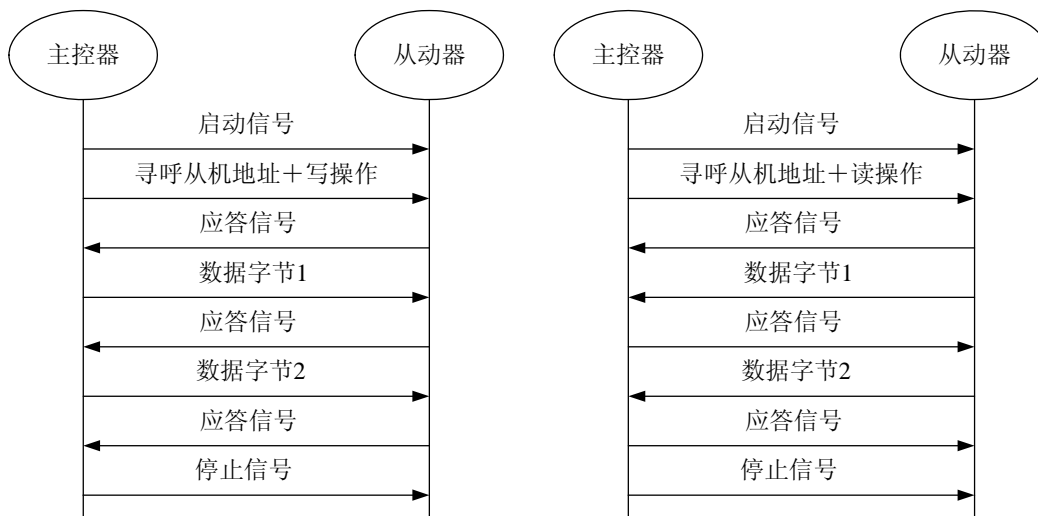 主控器
从动器
启动信号
寻呼从机地址＋写操作
应答信号
数据字节1
应答信号
数据字节2
应答信号
停止信号
主控器
从动器
启动信号
寻呼从机地址＋读操作
应答信号
数据字节1
应答信号
数据字节2
应答信号
停止信号